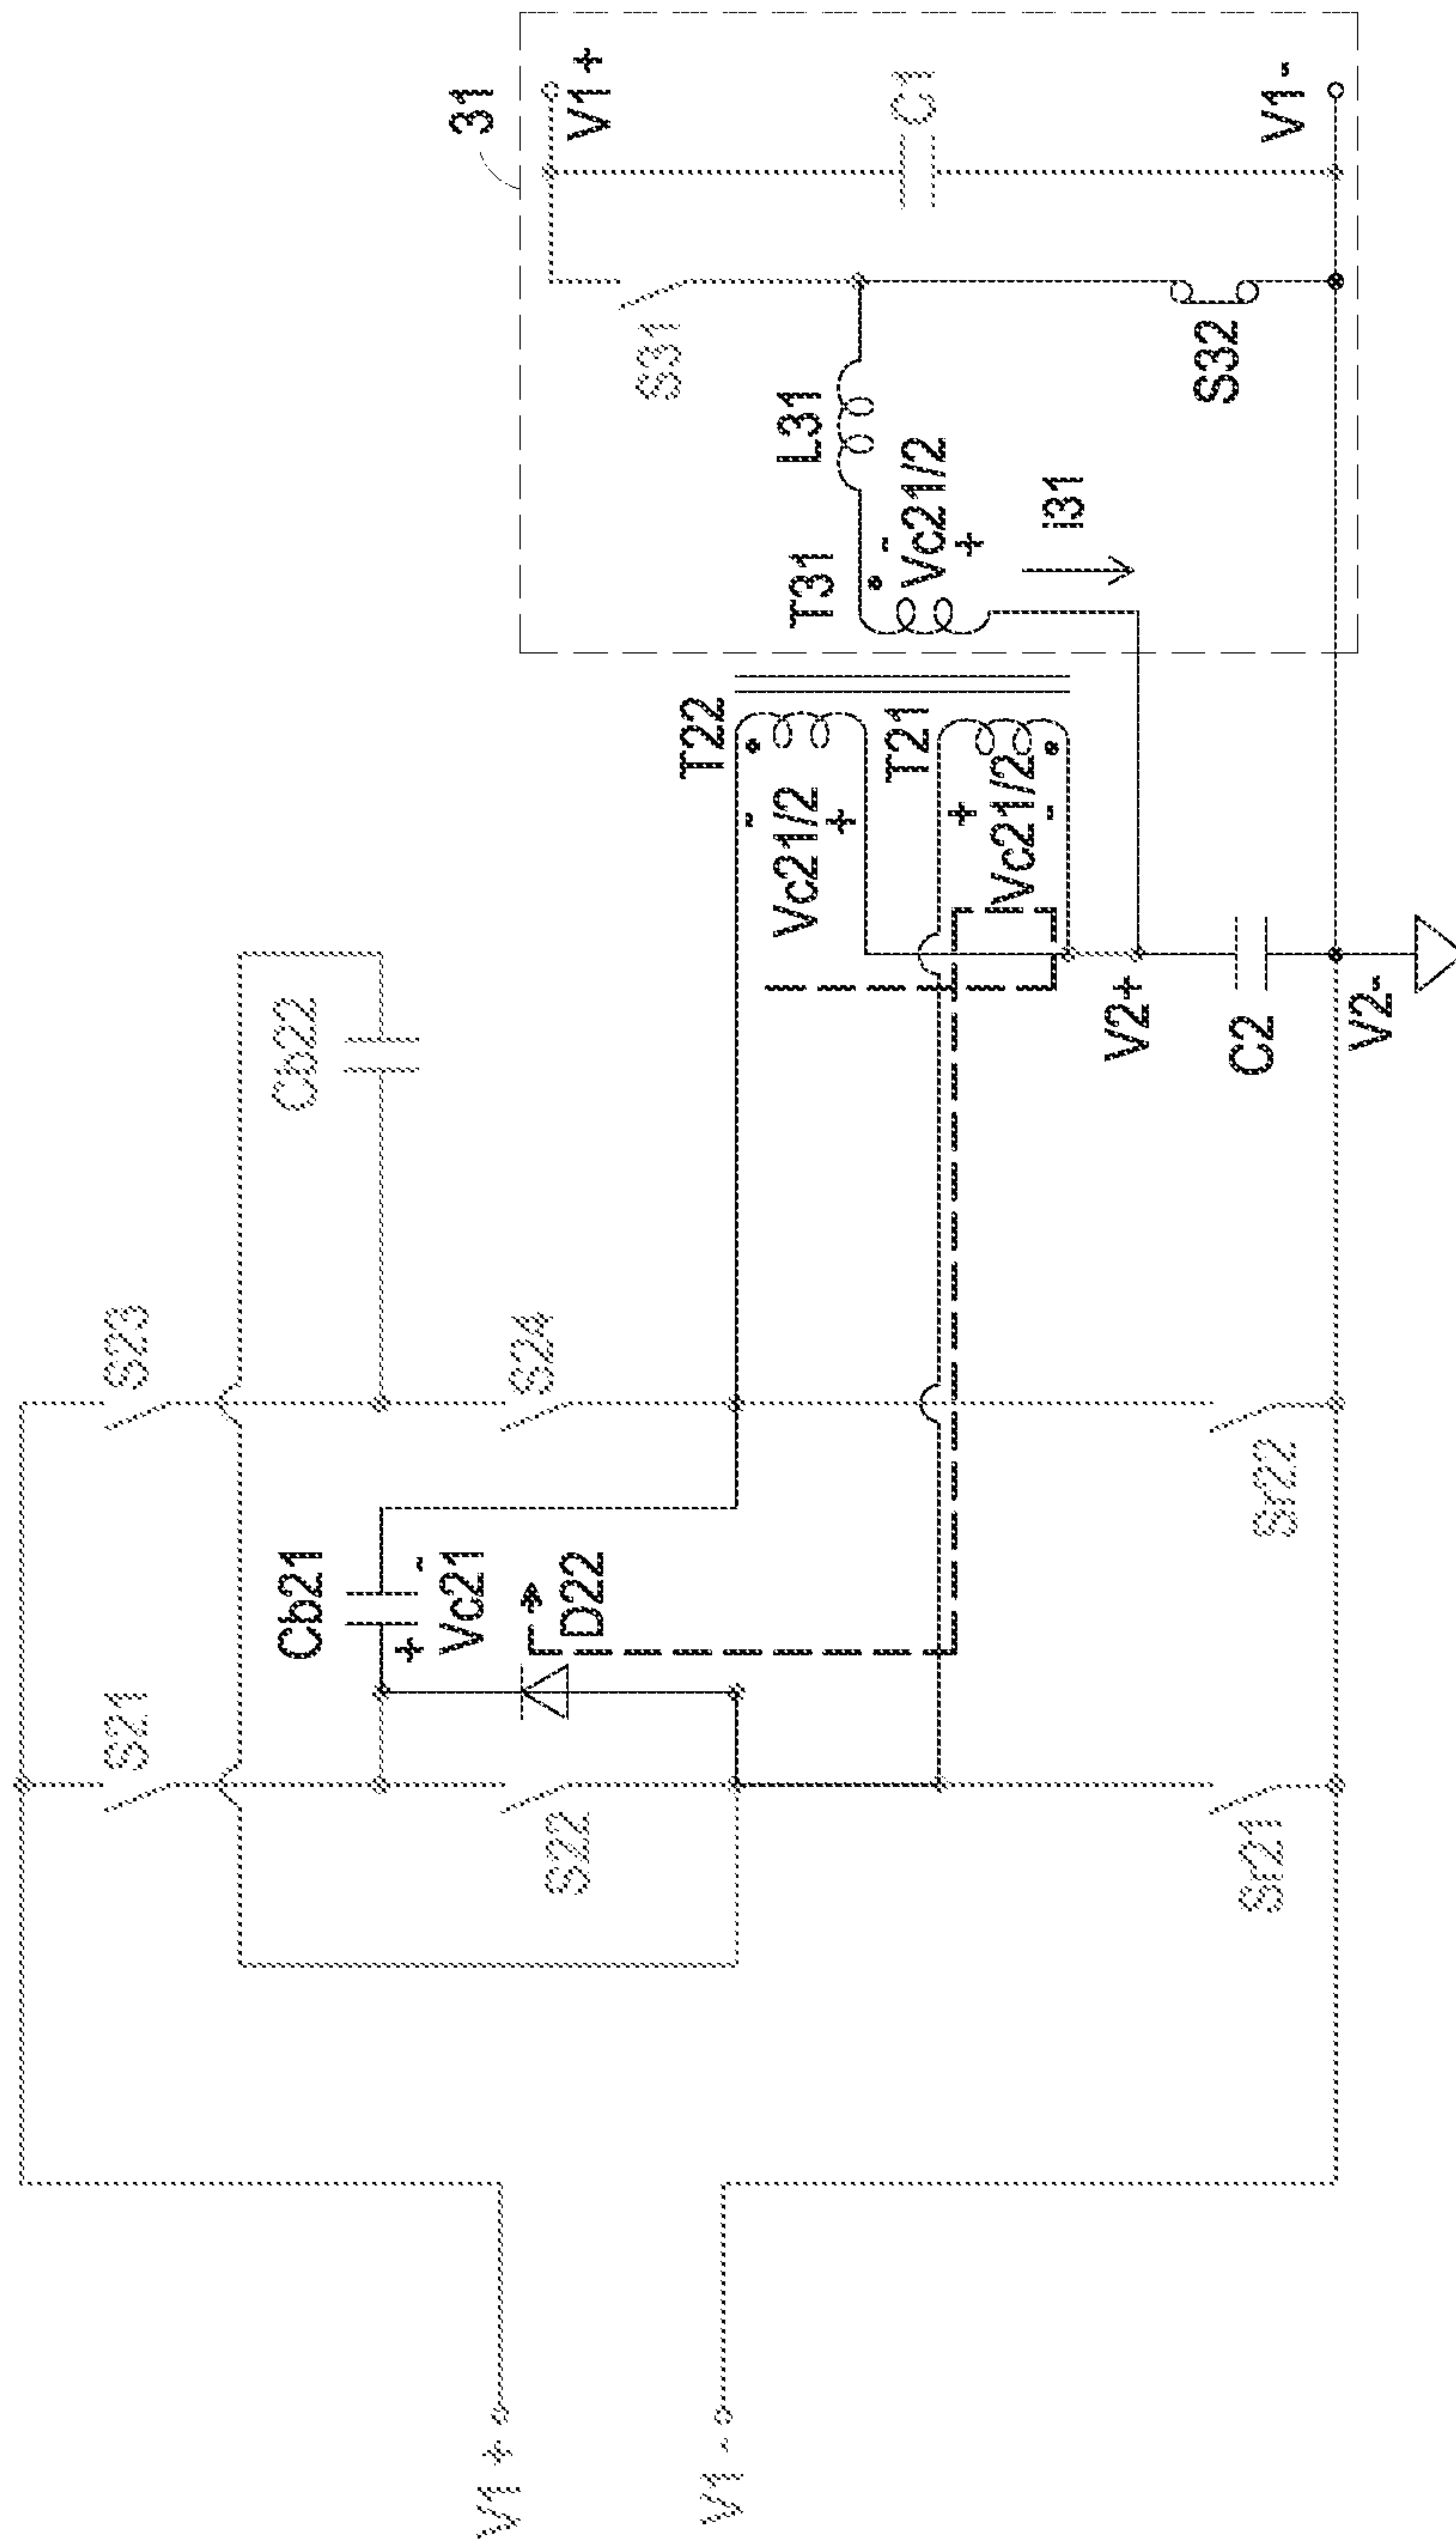 31
V1+
C1
V1-
S31
S32
L31
T31
-
Vc21/2
+
i31
T22
-
Vc21/2
+
T21
+
Vc21/2
-
V2+
C2
V2-
Cb22
S23
S24
Sr22
Cb21
+ Vc21 -
D22
S21
S22
Sr21
V1+
V1-